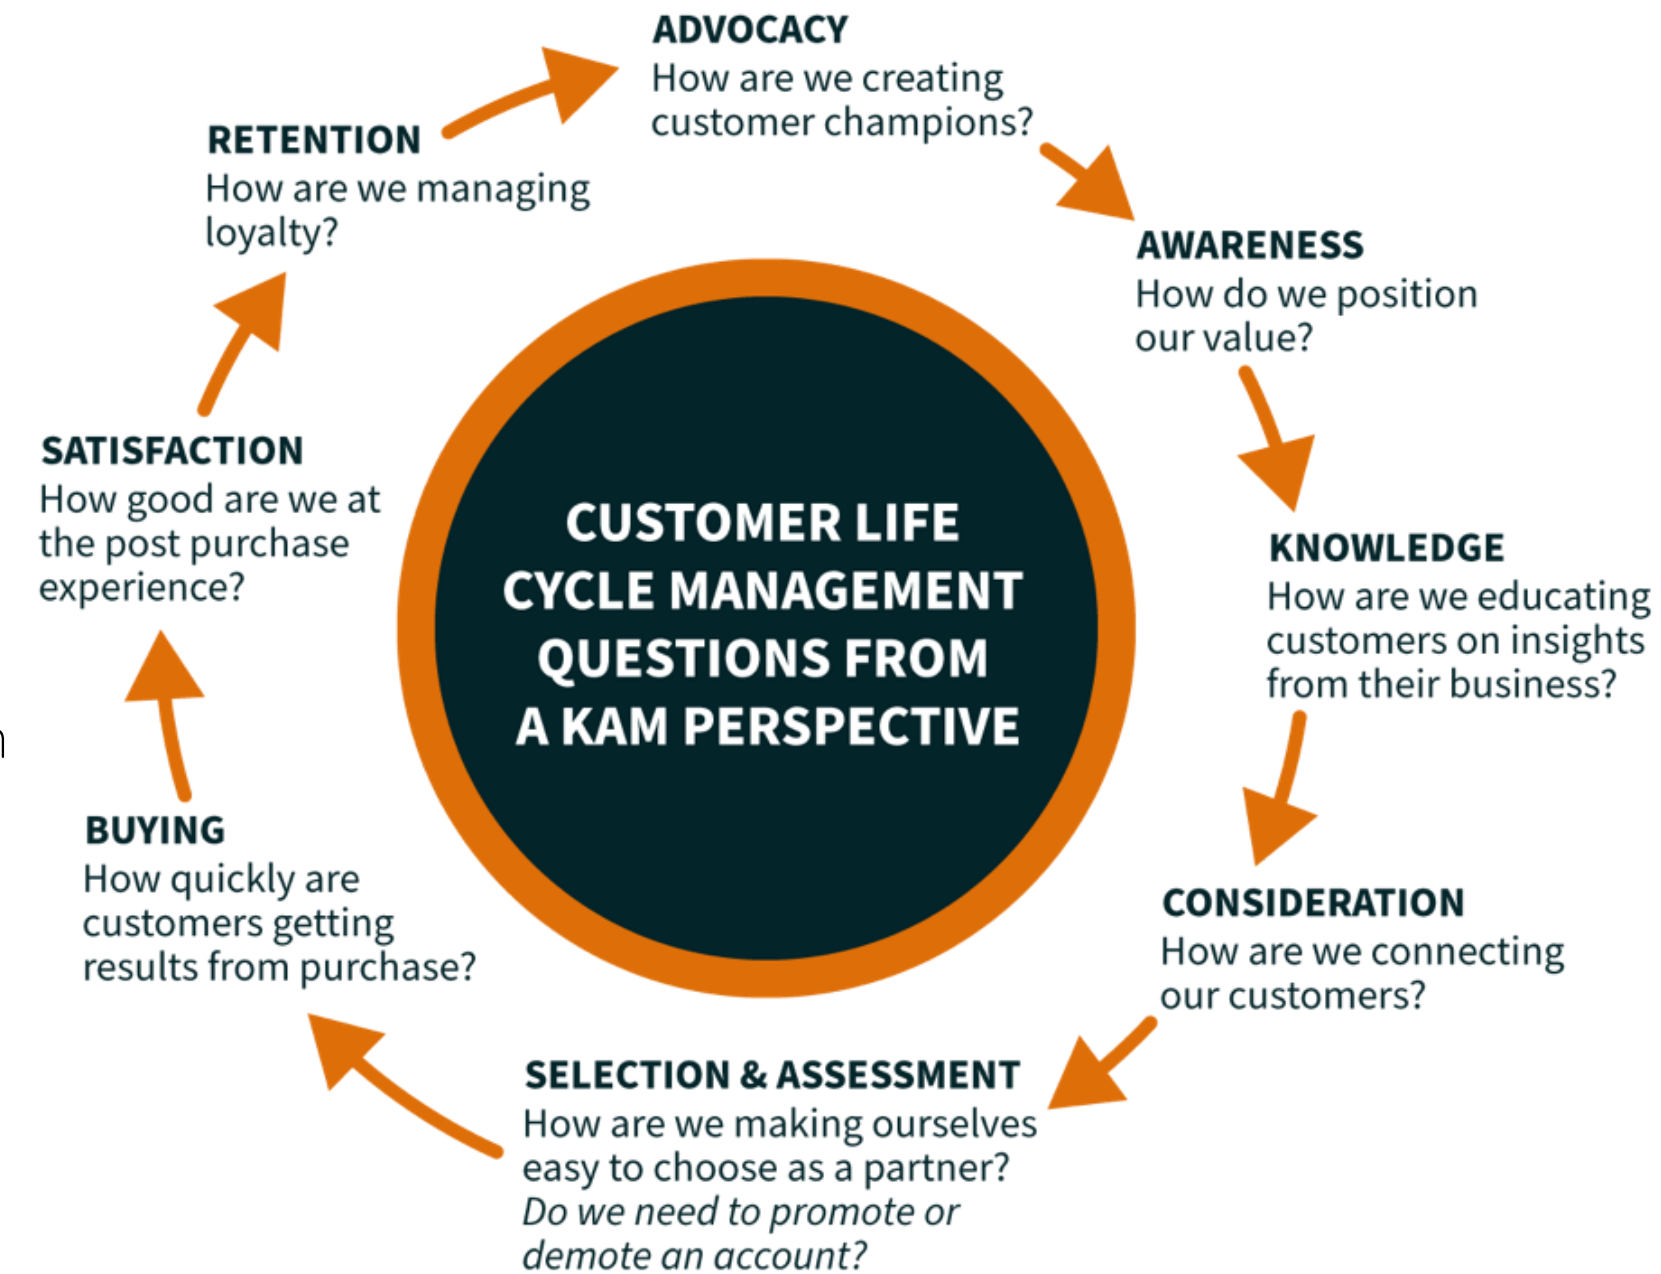 ADVOCACY
How are we creating
customer champions?
RETENTION
How are we managing
loyalty?
AWARENESS
How do we position
our value?
SATISFACTION
How good are we at
the post purchase
experience?
CUSTOMER LIFE
CYCLE MANAGEMENT
QUESTIONS FROM
A KAM PERSPECTIVE
KNOWLEDGE
How are we educating
customers on insights
from their business?
BUYING
How quickly are
customers getting
results from purchase?
CONSIDERATION
How are we connecting
our customers?
SELECTION & ASSESSMENT
How are we making ourselves
easy to choose as a partner?
Do we need to promote or
demote an account?